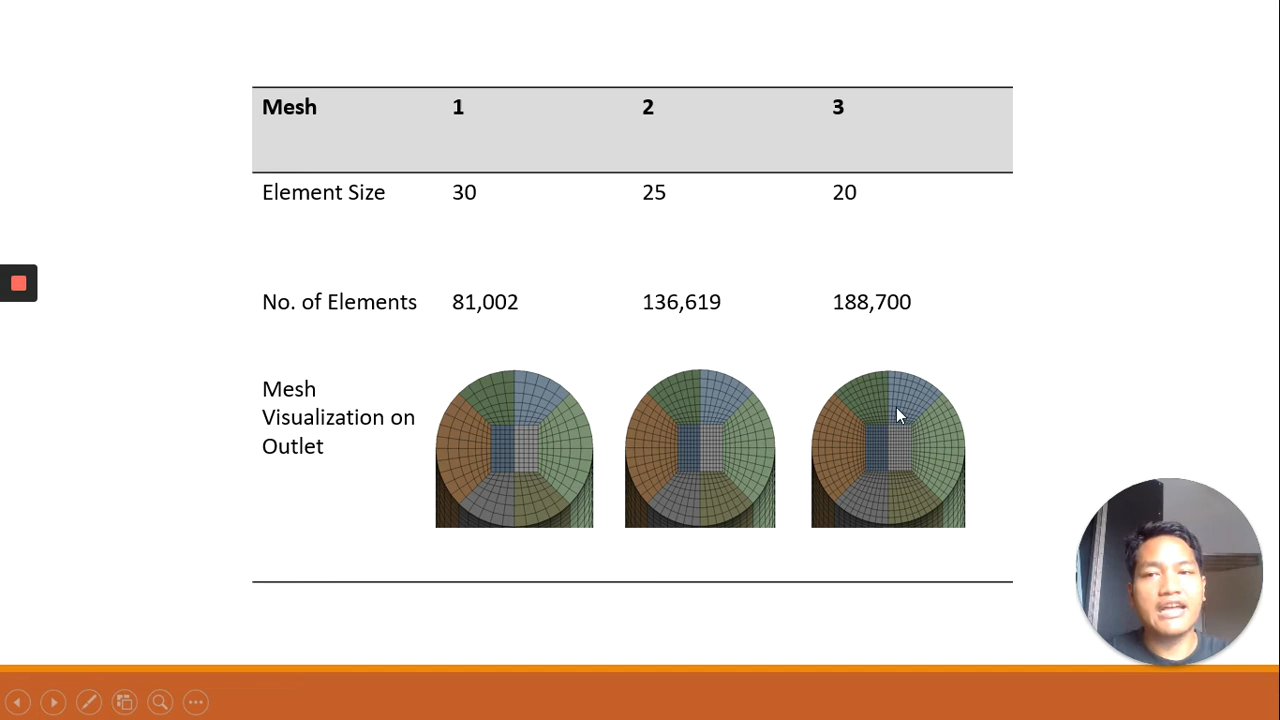 Mesh 1 2 3
Element Size 30 25 20
No. of Elements 81,002 136,619 188,700
Mesh
Visualization on
Outlet